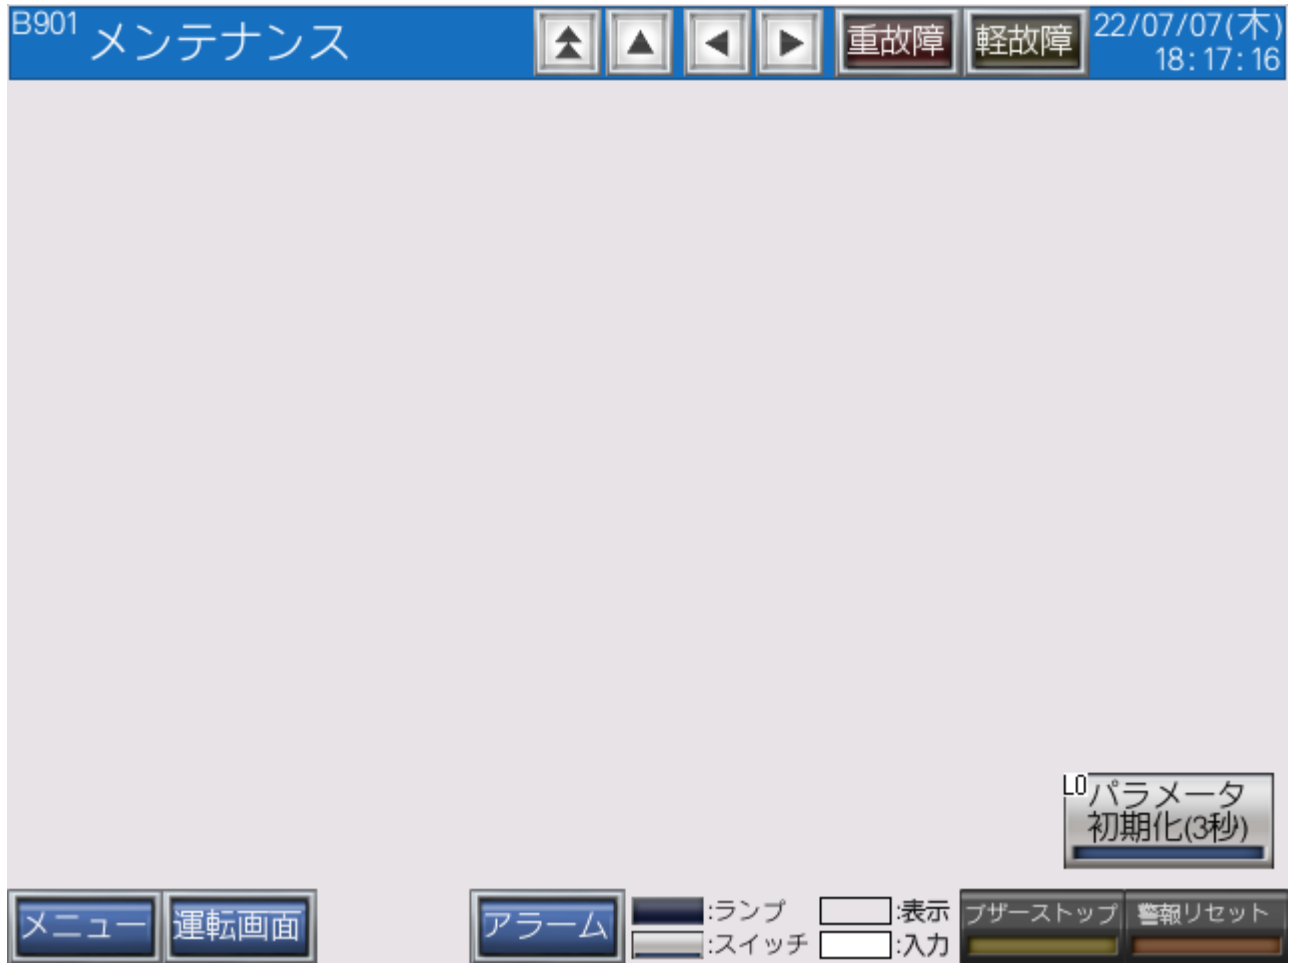 B901 メンテナンス 重故障 軽故障 22/07/07(木)
18:17:16
L0 パラメータ
初期化(3秒)
メニュー 運転画面 アラーム :ランプ :表示 ブザーストップ 警報リセット
:スイッチ :入力